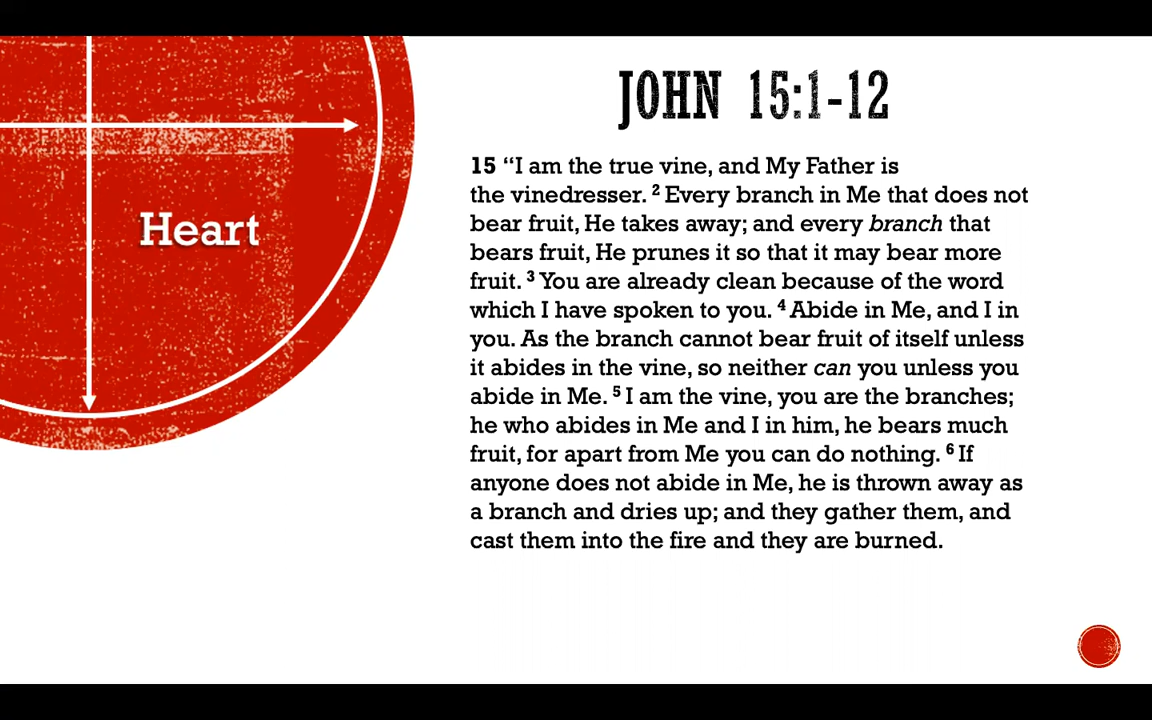 JOHN 15:1-12
Heart
15 “I am the true vine, and My Father is
the vinedresser. 2 Every branch in Me that does not
bear fruit, He takes away; and every branch that
bears fruit, He prunes it so that it may bear more
fruit. 3 You are already clean because of the word
which I have spoken to you. 4 Abide in Me, and I in
you. As the branch cannot bear fruit of itself unless
it abides in the vine, so neither can you unless you
abide in Me. 5 I am the vine, you are the branches;
he who abides in Me and I in him, he bears much
fruit, for apart from Me you can do nothing. 6 If
anyone does not abide in Me, he is thrown away as
a branch and dries up; and they gather them, and
cast them into the fire and they are burned.